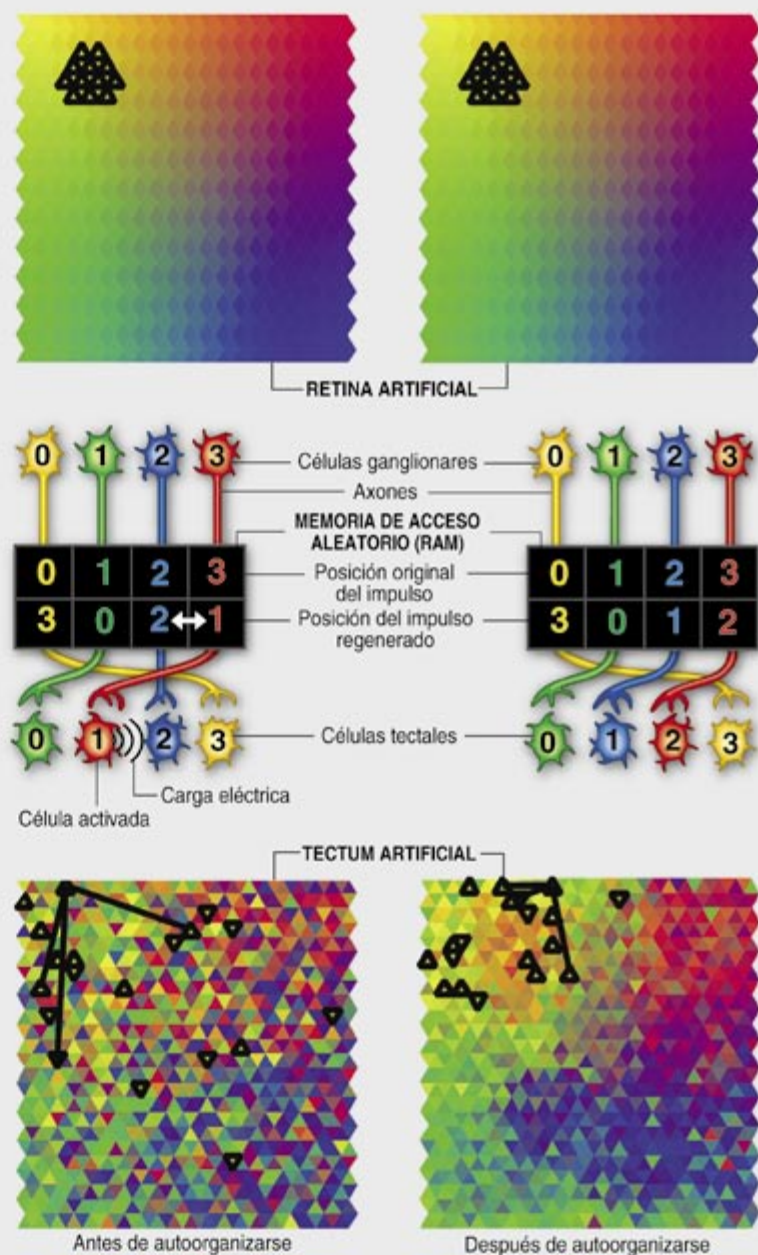 RETINA ARTIFICIAL
0 1 2 3
Células ganglionares
0 1 2 3
Axones
MEMORIA DE ACCESO
ALEATORIO (RAM)
0 1 2 3
Posición original
del impulso
0 1 2 3
3 0 2 1
Posición del impulso
regenerado
3 0 1 2
0 1 2 3
Células tectales
0 1 2 3
Carga eléctrica
Célula activada
TECTUM ARTIFICIAL
Antes de autoorganizarse
Después de autoorganizarse